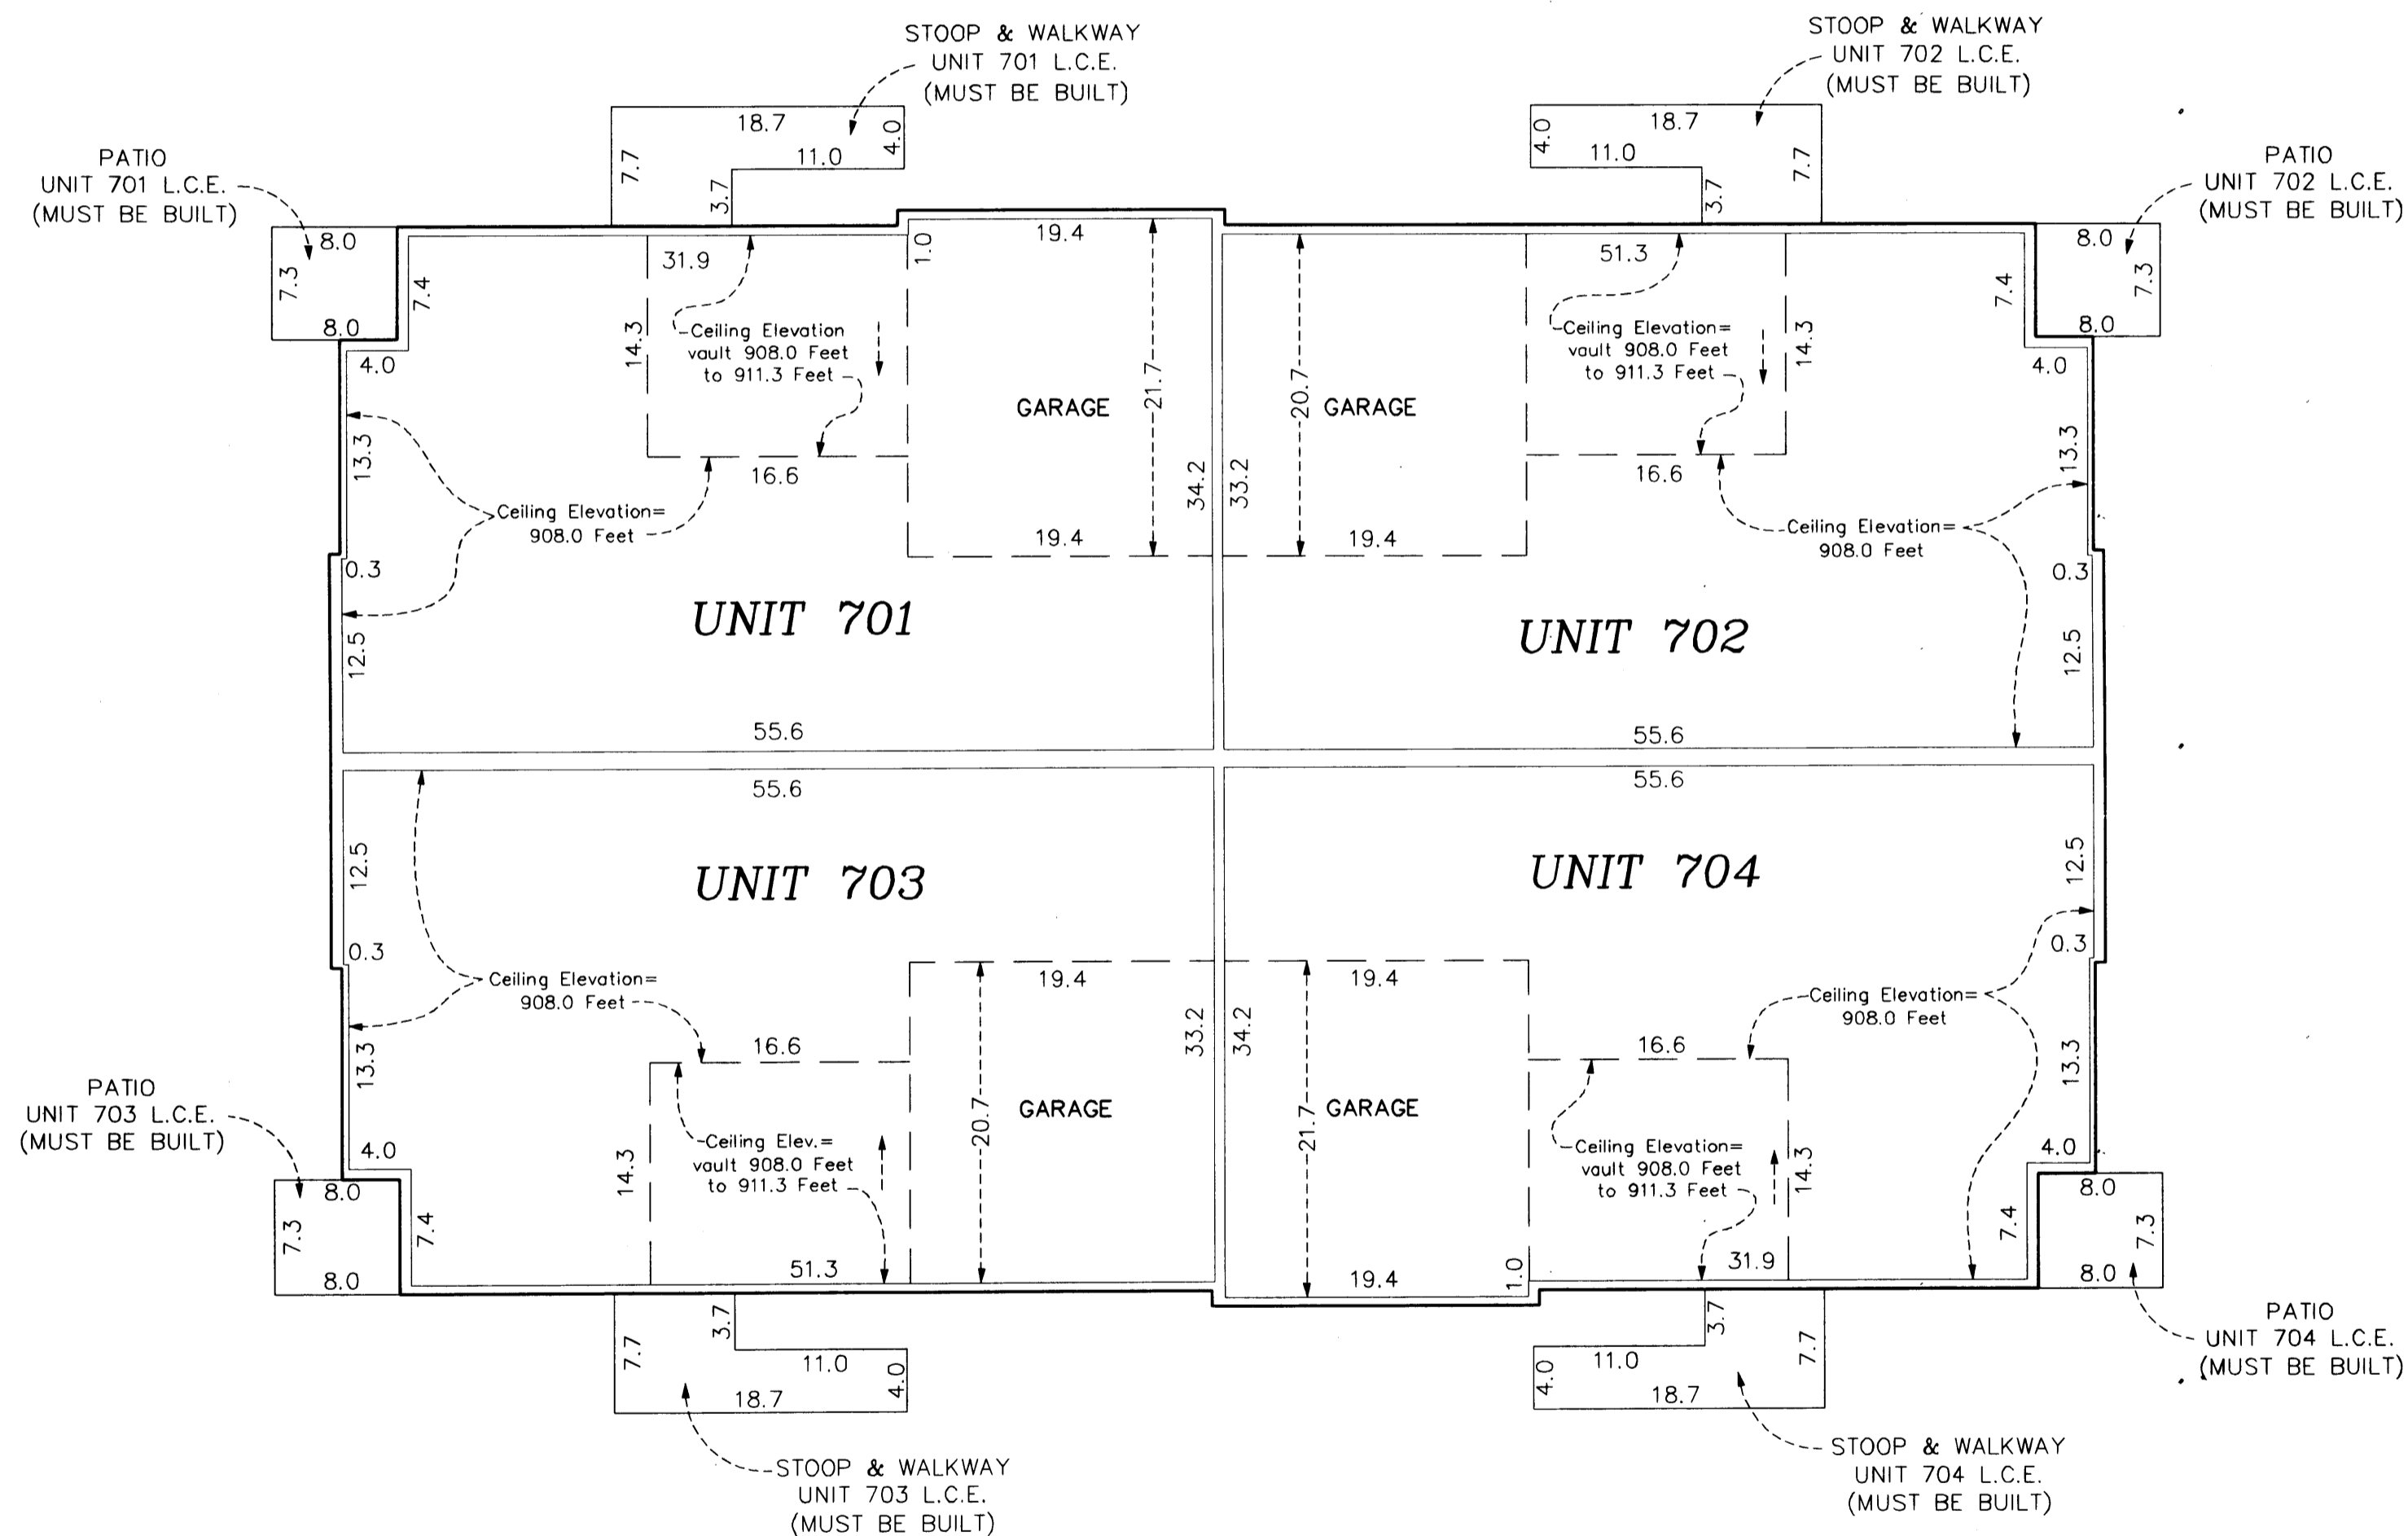 STOOP & WALKWAY
UNIT 701 L.C.E.
(MUST BE BUILT)
STOOP & WALKWAY
UNIT 702 L.C.E.
(MUST BE BUILT)
PATIO
UNIT 701 L.C.E.
(MUST BE BUILT)
PATIO
UNIT 702 L.C.E.
(MUST BE BUILT)
18.7
4.0
11.0
7.7
3.7
4.0
18.7
11.0
7.7
3.7
8.0
7.3
8.0
7.4
4.0
31.9
1.0
19.4
51.3
7.4
8.0
7.3
8.0
4.0
14.3
Ceiling Elevation
vault 908.0 Feet
to 911.3 Feet
21.7
GARAGE
20.7
GARAGE
Ceiling Elevation=
vault 908.0 Feet
to 911.3 Feet
14.3
13.3
16.6
34.2
33.2
16.6
13.3
Ceiling Elevation=
908.0 Feet
19.4
19.4
Ceiling Elevation=
908.0 Feet
0.3
0.3
UNIT 701
UNIT 702
12.5
12.5
55.6
55.6
55.6
55.6
12.5
UNIT 703
UNIT 704
12.5
0.3
0.3
Ceiling Elevation=
908.0 Feet
19.4
19.4
Ceiling Elevation=
908.0 Feet
33.2
34.2
13.3
16.6
16.6
13.3
PATIO
UNIT 703 L.C.E.
(MUST BE BUILT)
20.7
GARAGE
21.7
GARAGE
4.0
14.3
Ceiling Elev.=
vault 908.0 Feet
to 911.3 Feet
Ceiling Elevation=
vault 908.0 Feet
to 911.3 Feet
14.3
4.0
8.0
7.3
8.0
7.4
51.3
19.4
1.0
31.9
7.4
8.0
7.3
8.0
PATIO
UNIT 704 L.C.E.
(MUST BE BUILT)
7.7
3.7
11.0
4.0
18.7
3.7
7.7
11.0
4.0
18.7
STOOP & WALKWAY
UNIT 703 L.C.E.
(MUST BE BUILT)
STOOP & WALKWAY
UNIT 704 L.C.E.
(MUST BE BUILT)